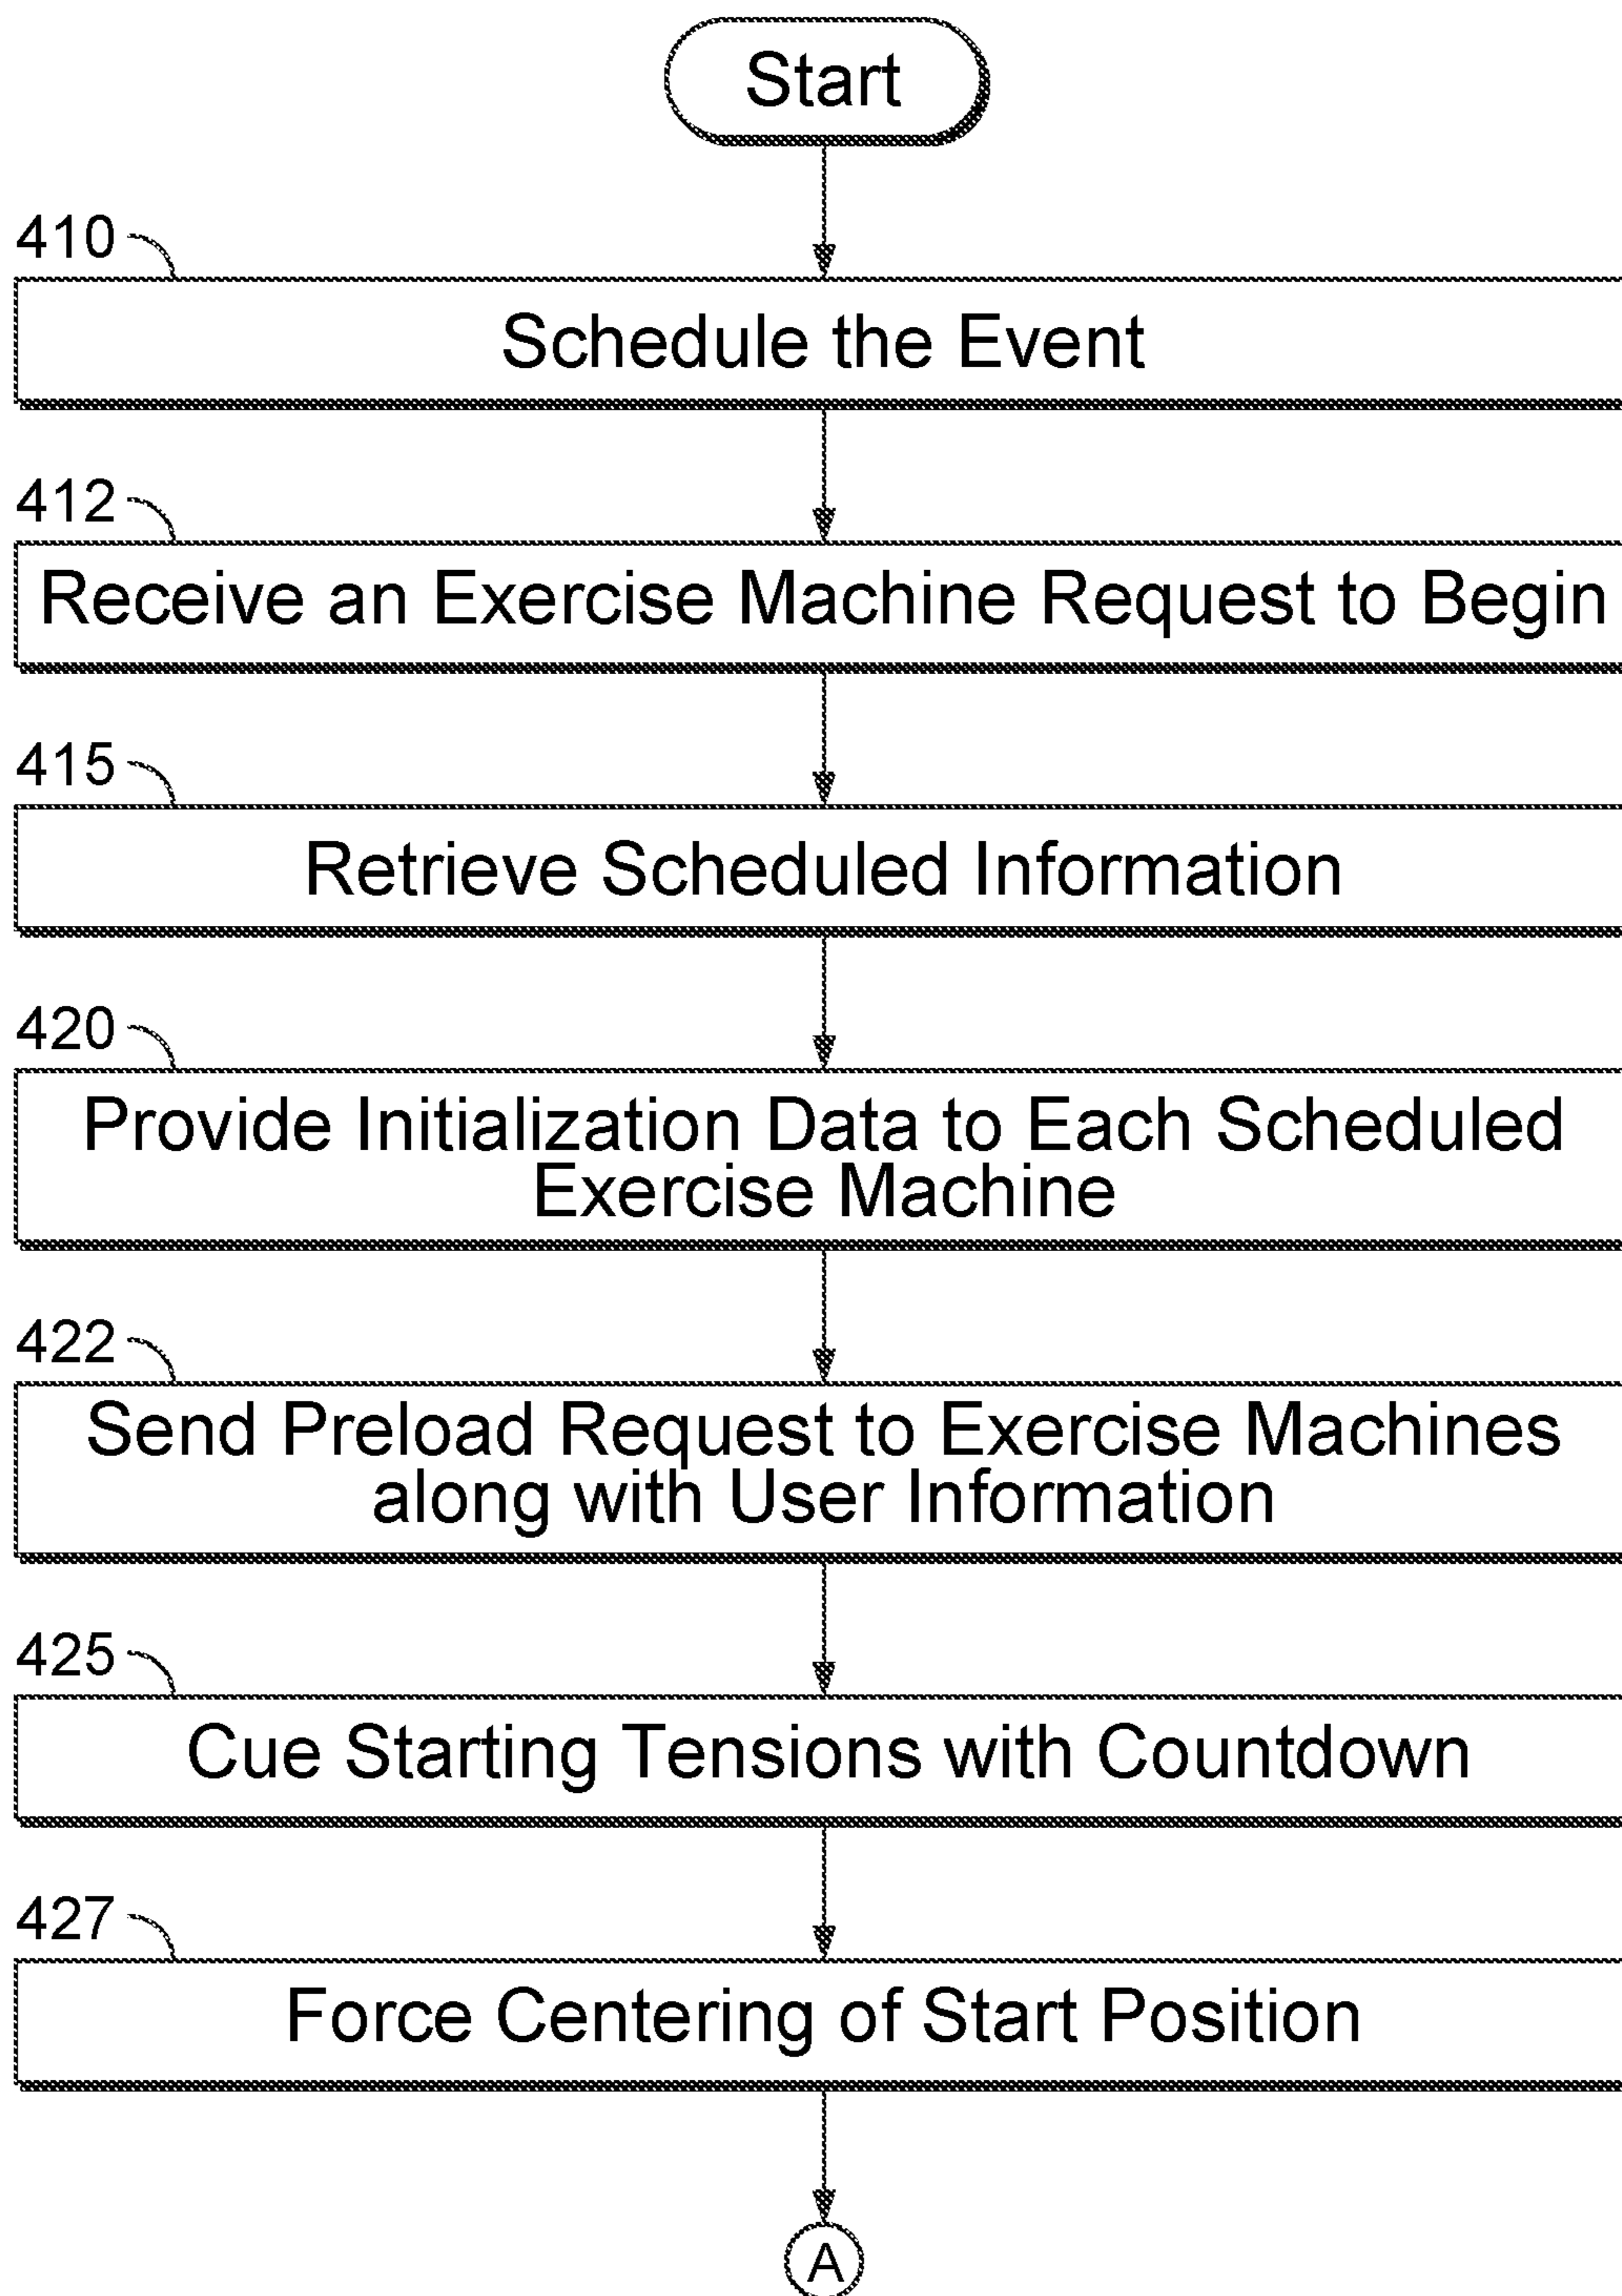 Start
410
Schedule the Event
412
Receive an Exercise Machine Request to Begin
415
Retrieve Scheduled Information
420
Provide Initialization Data to Each Scheduled
Exercise Machine
422
Send Preload Request to Exercise Machines
along with User Information
425
Cue Starting Tensions with Countdown
427
Force Centering of Start Position
A